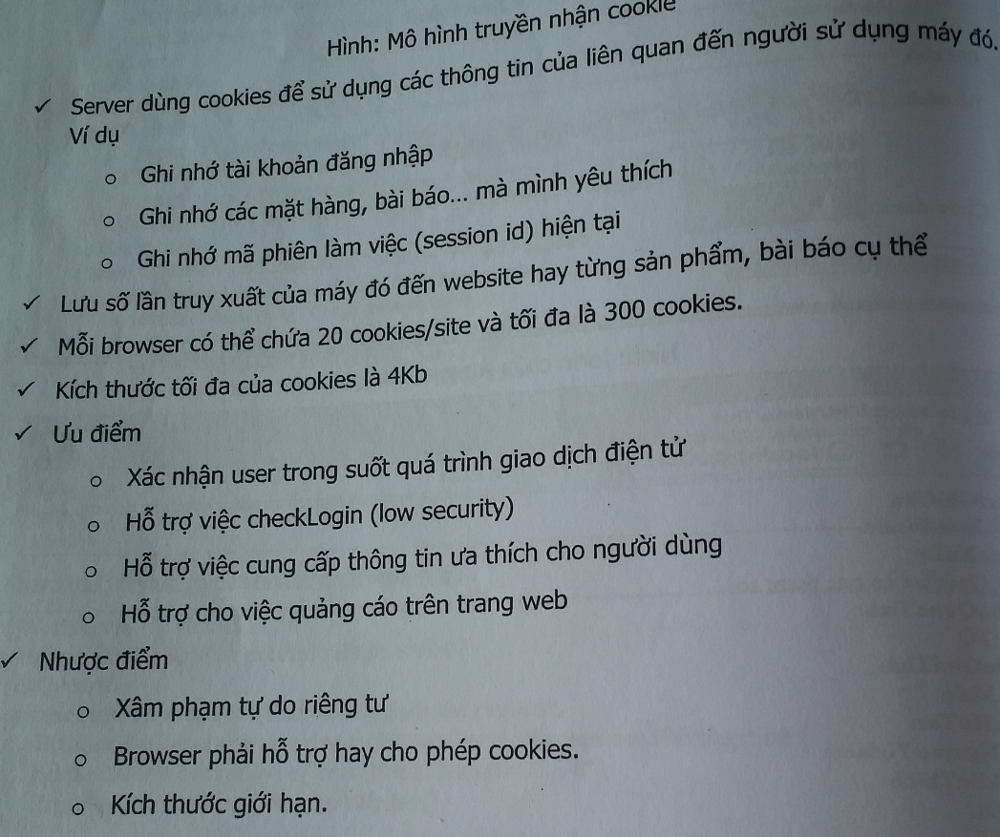 Hình: Mô hình truyền nhận cookie
✓ Server dùng cookies để sử dụng các thông tin của liên quan đến người sử dụng máy đó.
Ví dụ
o Ghi nhớ tài khoản đăng nhập
o Ghi nhớ các mặt hàng, bài báo... mà mình yêu thích
o Ghi nhớ mã phiên làm việc (session id) hiện tại
✓ Lưu số lần truy xuất của máy đó đến website hay từng sản phẩm, bài báo cụ thể
✓ Mỗi browser có thể chứa 20 cookies/site và tối đa là 300 cookies.
✓ Kích thước tối đa của cookies là 4Kb
✓ Ưu điểm
o Xác nhận user trong suốt quá trình giao dịch điện tử
o Hỗ trợ việc checkLogin (low security)
o Hỗ trợ việc cung cấp thông tin ưa thích cho người dùng
o Hỗ trợ cho việc quảng cáo trên trang web
✓ Nhược điểm
o Xâm phạm tự do riêng tư
o Browser phải hỗ trợ hay cho phép cookies.
o Kích thước giới hạn.